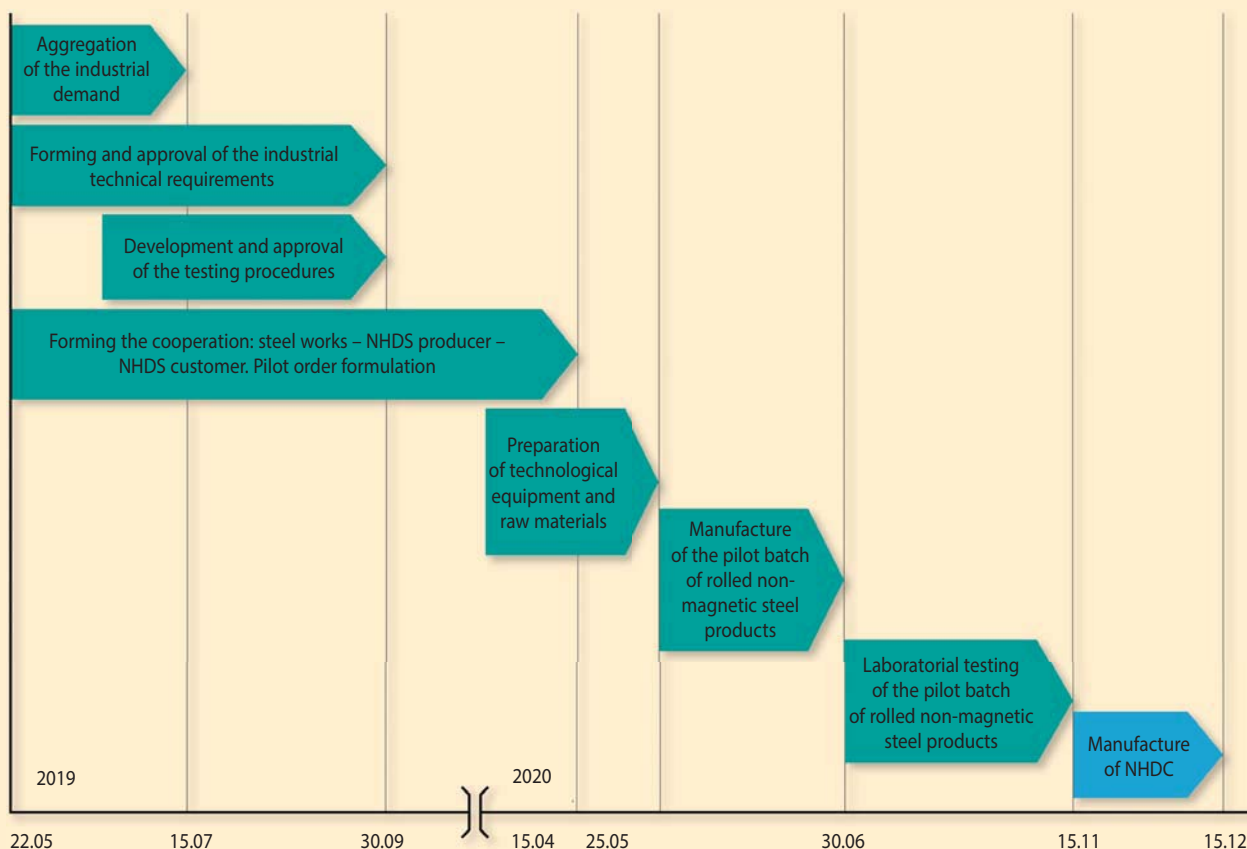 Aggregation
of the industrial
demand
Forming and approval of the industrial
technical requirements
Development and approval
of the testing procedures
Forming the cooperation: steel works – NHDS producer –
NHDS customer. Pilot order formulation
Preparation
of technological
equipment and
raw materials
Manufacture
of the pilot batch
of rolled non-
magnetic steel
products
Laboratorial testing
of the pilot batch
of rolled non-magnetic
steel products
Manufacture
of NHDC
2019
2020
22.05
15.07
30.09
15.04
25.05
30.06
15.11
15.12